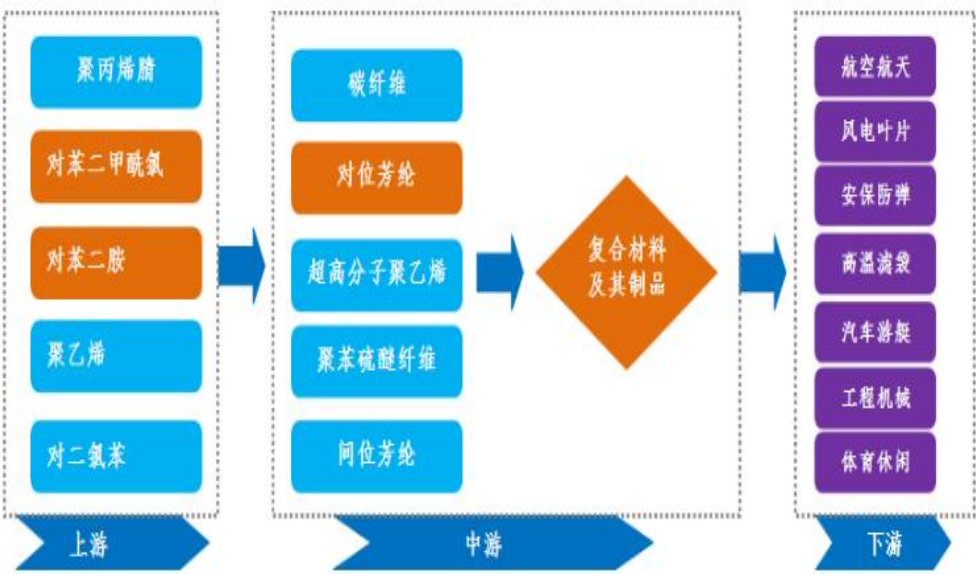 聚丙烯腈
对苯二甲酰氯
对苯二胺
聚乙烯
对二氯苯
上游
碳纤维
对位芳纶
超高分子聚乙烯
聚苯硫醚纤维
间位芳纶
复合材料
及其制品
中游
航空航天
风电叶片
安保防弹
高温滤袋
汽车游艇
工程机械
体育休闲
下游